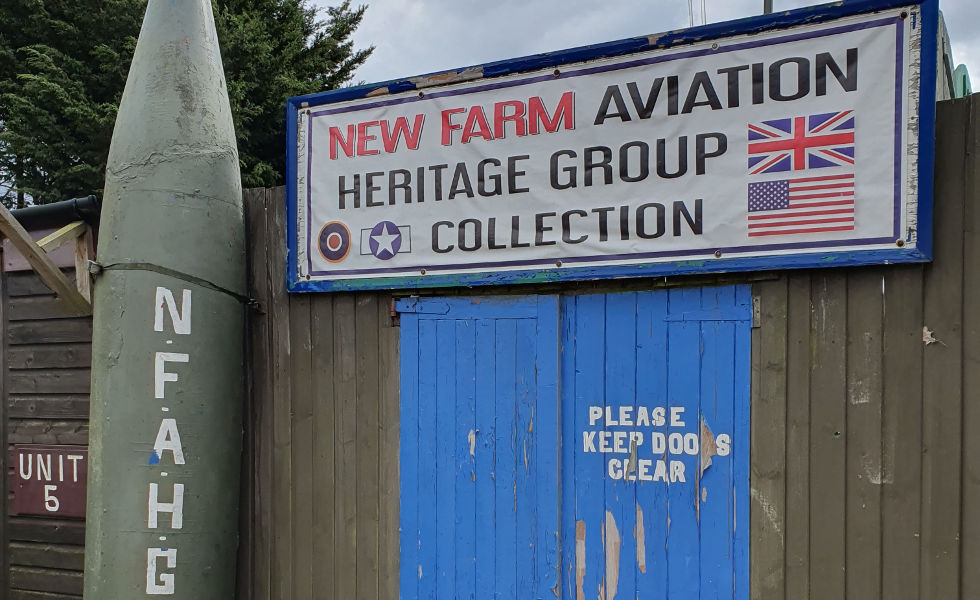 NEW FARM AVIATION
HERITAGE GROUP
COLLECTION
N.F.A.H.G
UNIT
5
PLEASE
KEEP DOORS
CLEAR